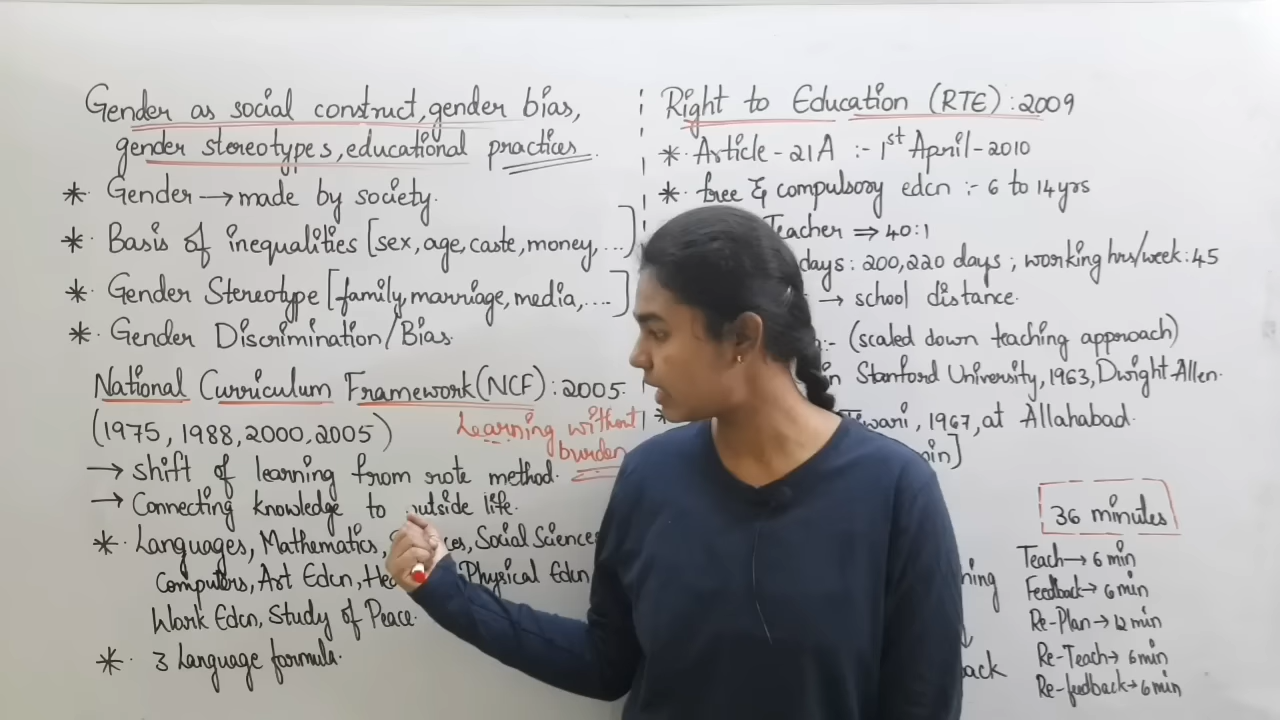 Gender as social construct, gender bias,
gender stereotypes, educational practices.
* Gender → made by society.
* Basis of inequalities [sex, age, caste, money, ...]
* Gender Stereotype [family, marriage, media, ....]
* Gender Discrimination / Bias.
National Curriculum Framework (NCF) : 2005.
(1975, 1988, 2000, 2005)
Learning without
burden
→ shift of learning from rote method.
→ Connecting knowledge to outside life.
* Languages, Mathematics, Social Sciences
Computers, Art Edcn, Physical Edcn
Work Edcn, Study of Peace.
* 3 Language formula.
Right to Education (RTE) : 2009
* Article - 21A :- 1st April - 2010
* free & compulsory edcn :- 6 to 14 yrs
Teacher ⇒ 40:1
days : 200, 220 days ; working hrs/week : 45
→ school distance.
:- (scaled down teaching approach)
in Stanford University, 1963, Dwight Allen.
Tiwari, 1967, at Allahabad.
]
36 minutes
Teach → 6 min
Feedback → 6 min
Re-Plan → 12 min
Re-Teach → 6 min
Re-feedback → 6 min